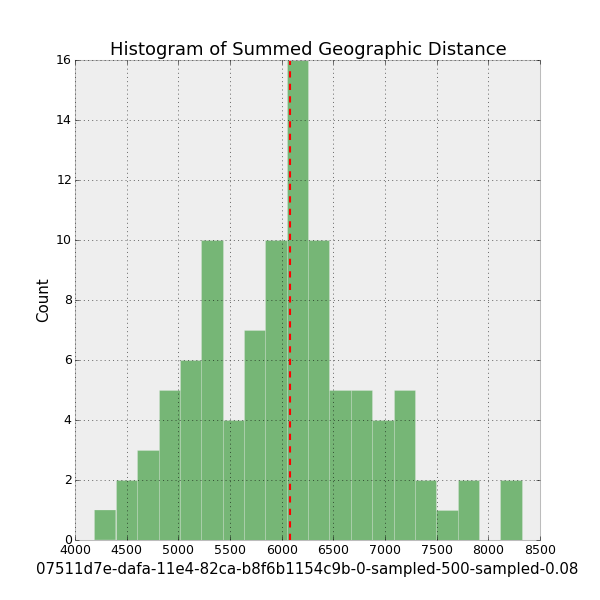 Histogram of Summed Geographic Distance
16
14
12
10
8
6
4
2
0
Count
4000 4500 5000 5500 6000 6500 7000 7500 8000 8500
07511d7e-dafa-11e4-82ca-b8f6b1154c9b-0-sampled-500-sampled-0.08